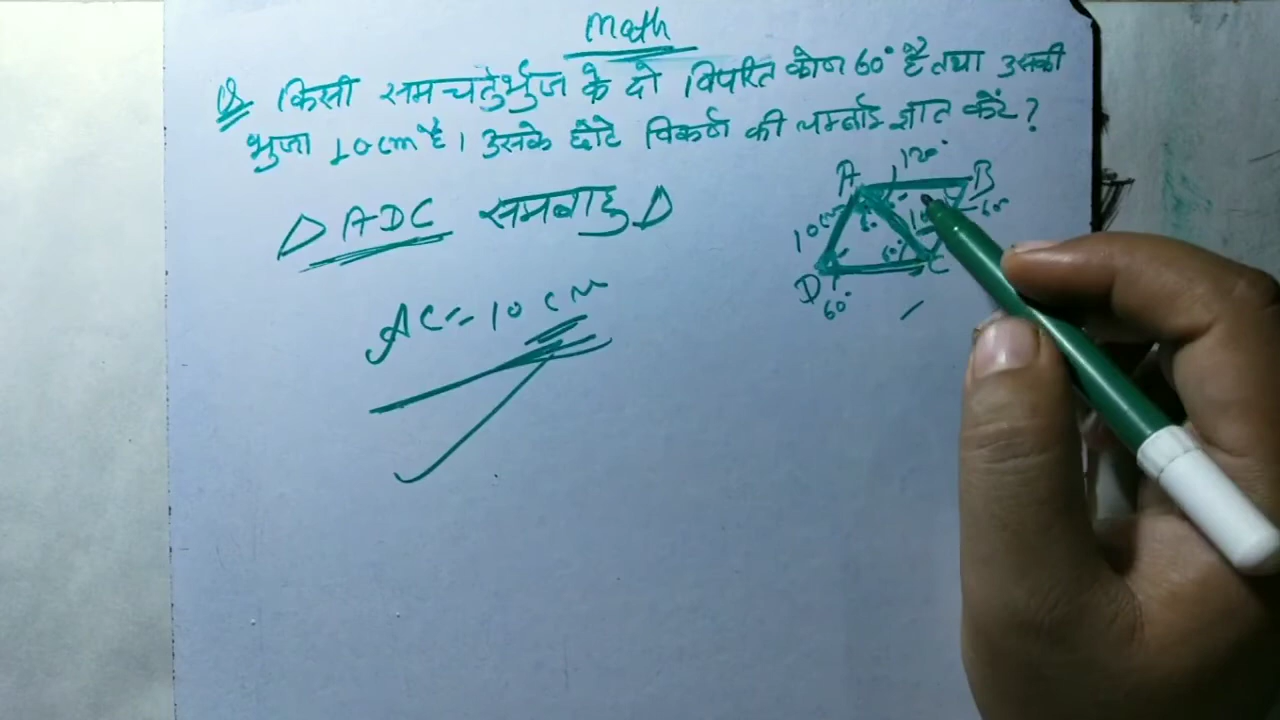 Math
Q किसी समचतुर्भुज के दो विपरित कोण 60° है तथा उसकी
भुजा 10cm है। उसके छोटे विकर्ण की लम्बाई ज्ञात करें?
120°
A B
60°
10cm
60°
D C
60°
△ ADC समबाहु △
AC = 10 cm